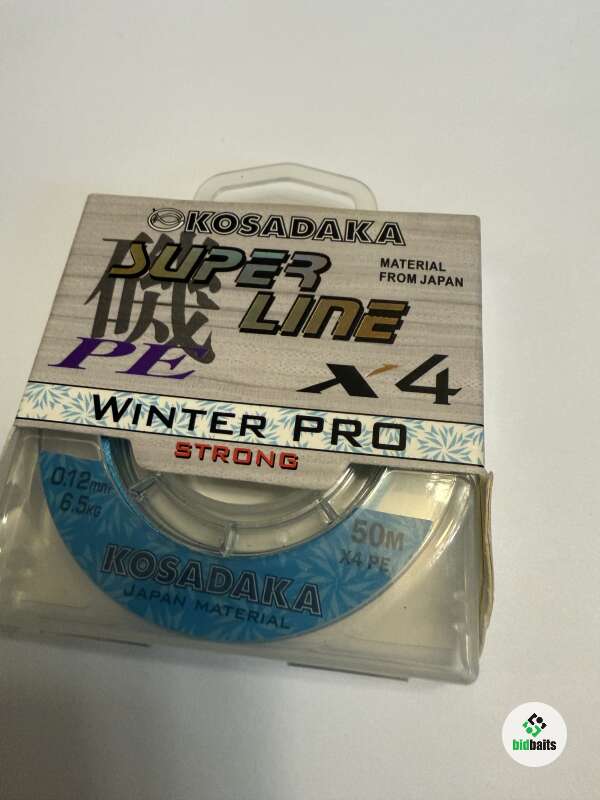 KOSADAKA
磯
SUPER
LINE
MATERIAL
FROM JAPAN
PE
X4
WINTER PRO
STRONG
0.12mm
6.5KG
50M
X4 PE
KOSADAKA
JAPAN MATERIAL
bidbaits